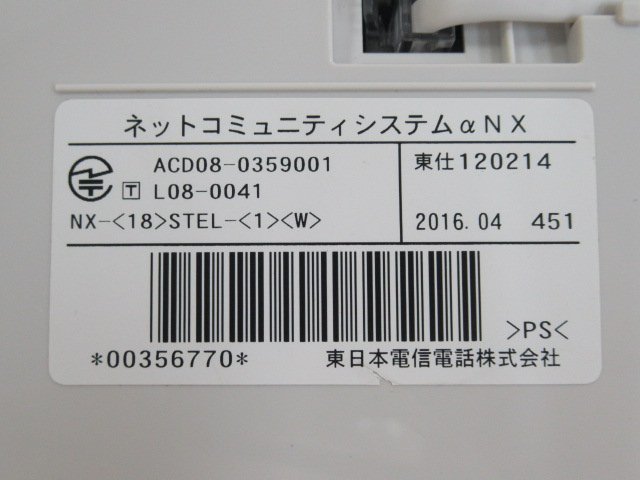 ネットコミュニティシステムαNX
ACD08-0359001
T L08-0041
NX-<18>STEL-<1><W>
東仕120214
2016.04 451
>PS<
*00356770* 東日本電信電話株式会社